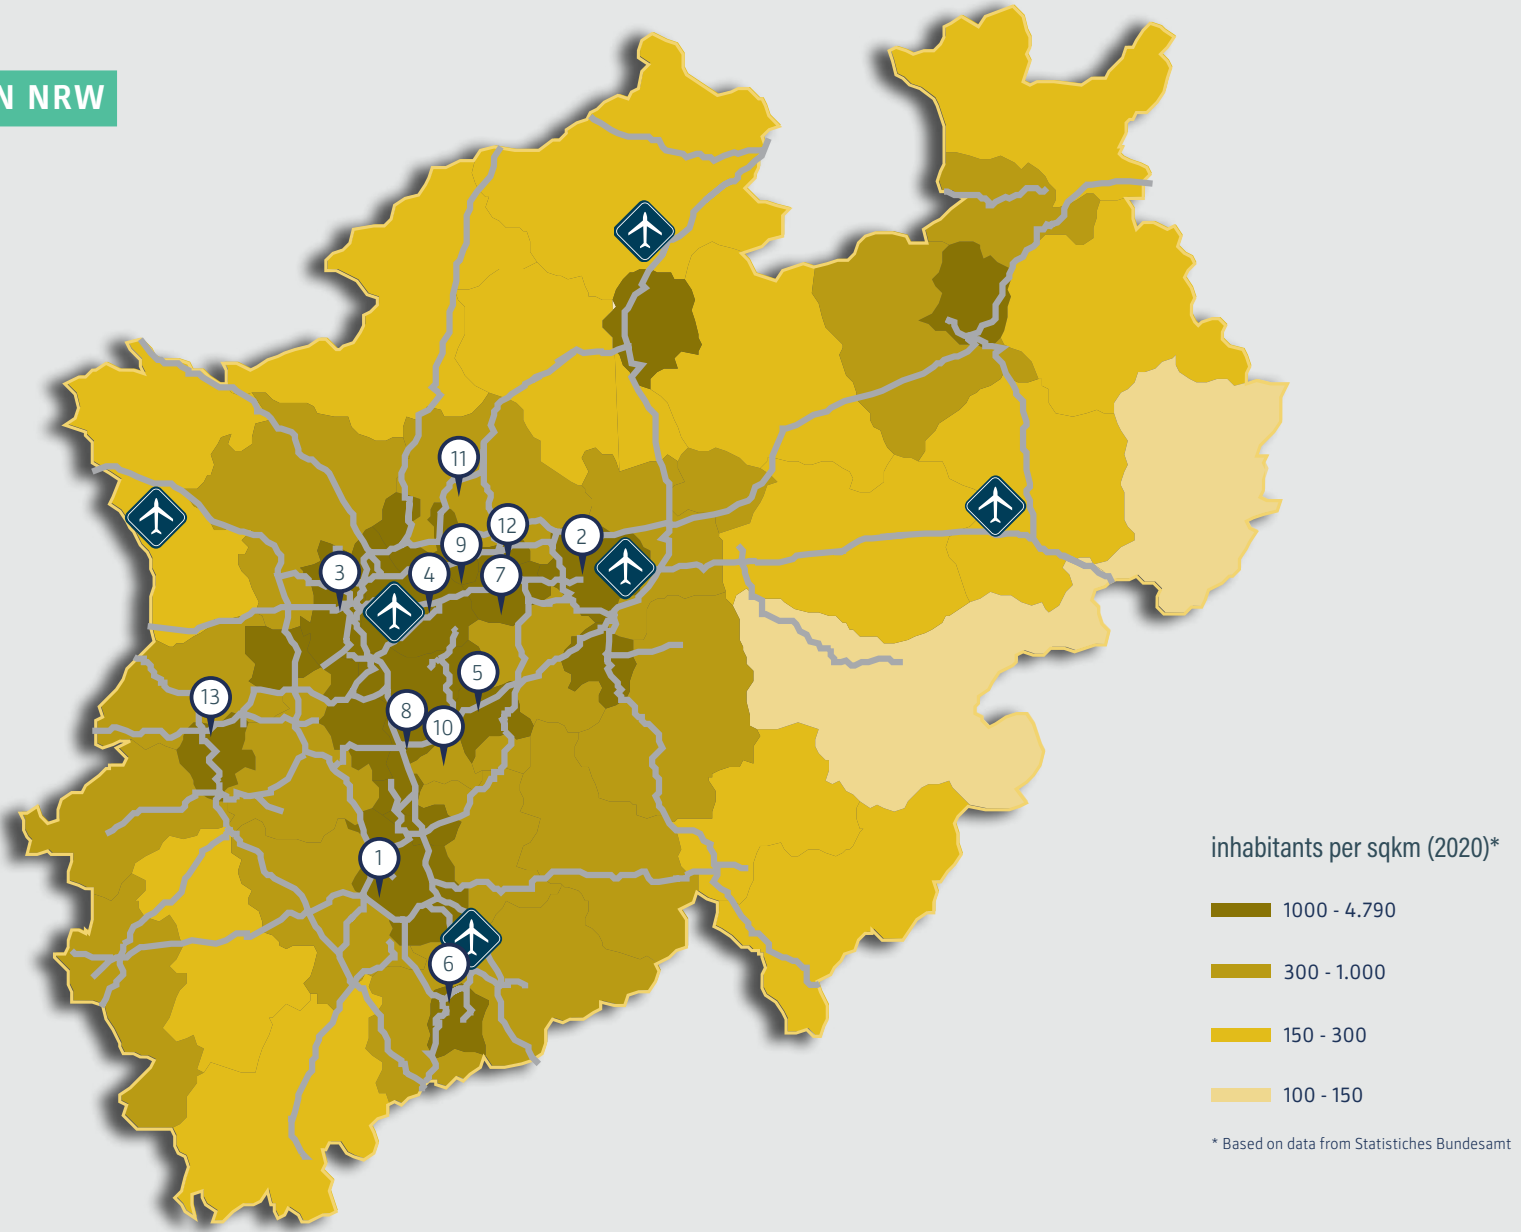 N NRW
11
12
9
2
3
4
7
5
13
8
10
1
6
inhabitants per sqkm (2020)*
1000 - 4.790
300 - 1.000
150 - 300
100 - 150
* Based on data from Statistiches Bundesamt